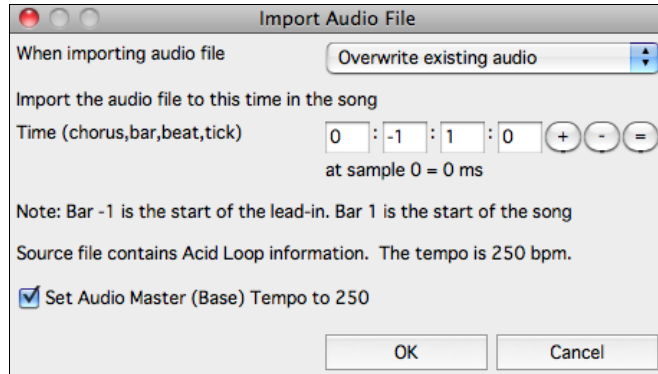 Import Audio File
When importing audio file Overwrite existing audio
Import the audio file to this time in the song
Time (chorus,bar,beat,tick) 0 : -1 : 1 : 0 + - =
at sample 0 = 0 ms
Note: Bar -1 is the start of the lead-in. Bar 1 is the start of the song
Source file contains Acid Loop information. The tempo is 250 bpm.
Set Audio Master (Base) Tempo to 250
OK Cancel